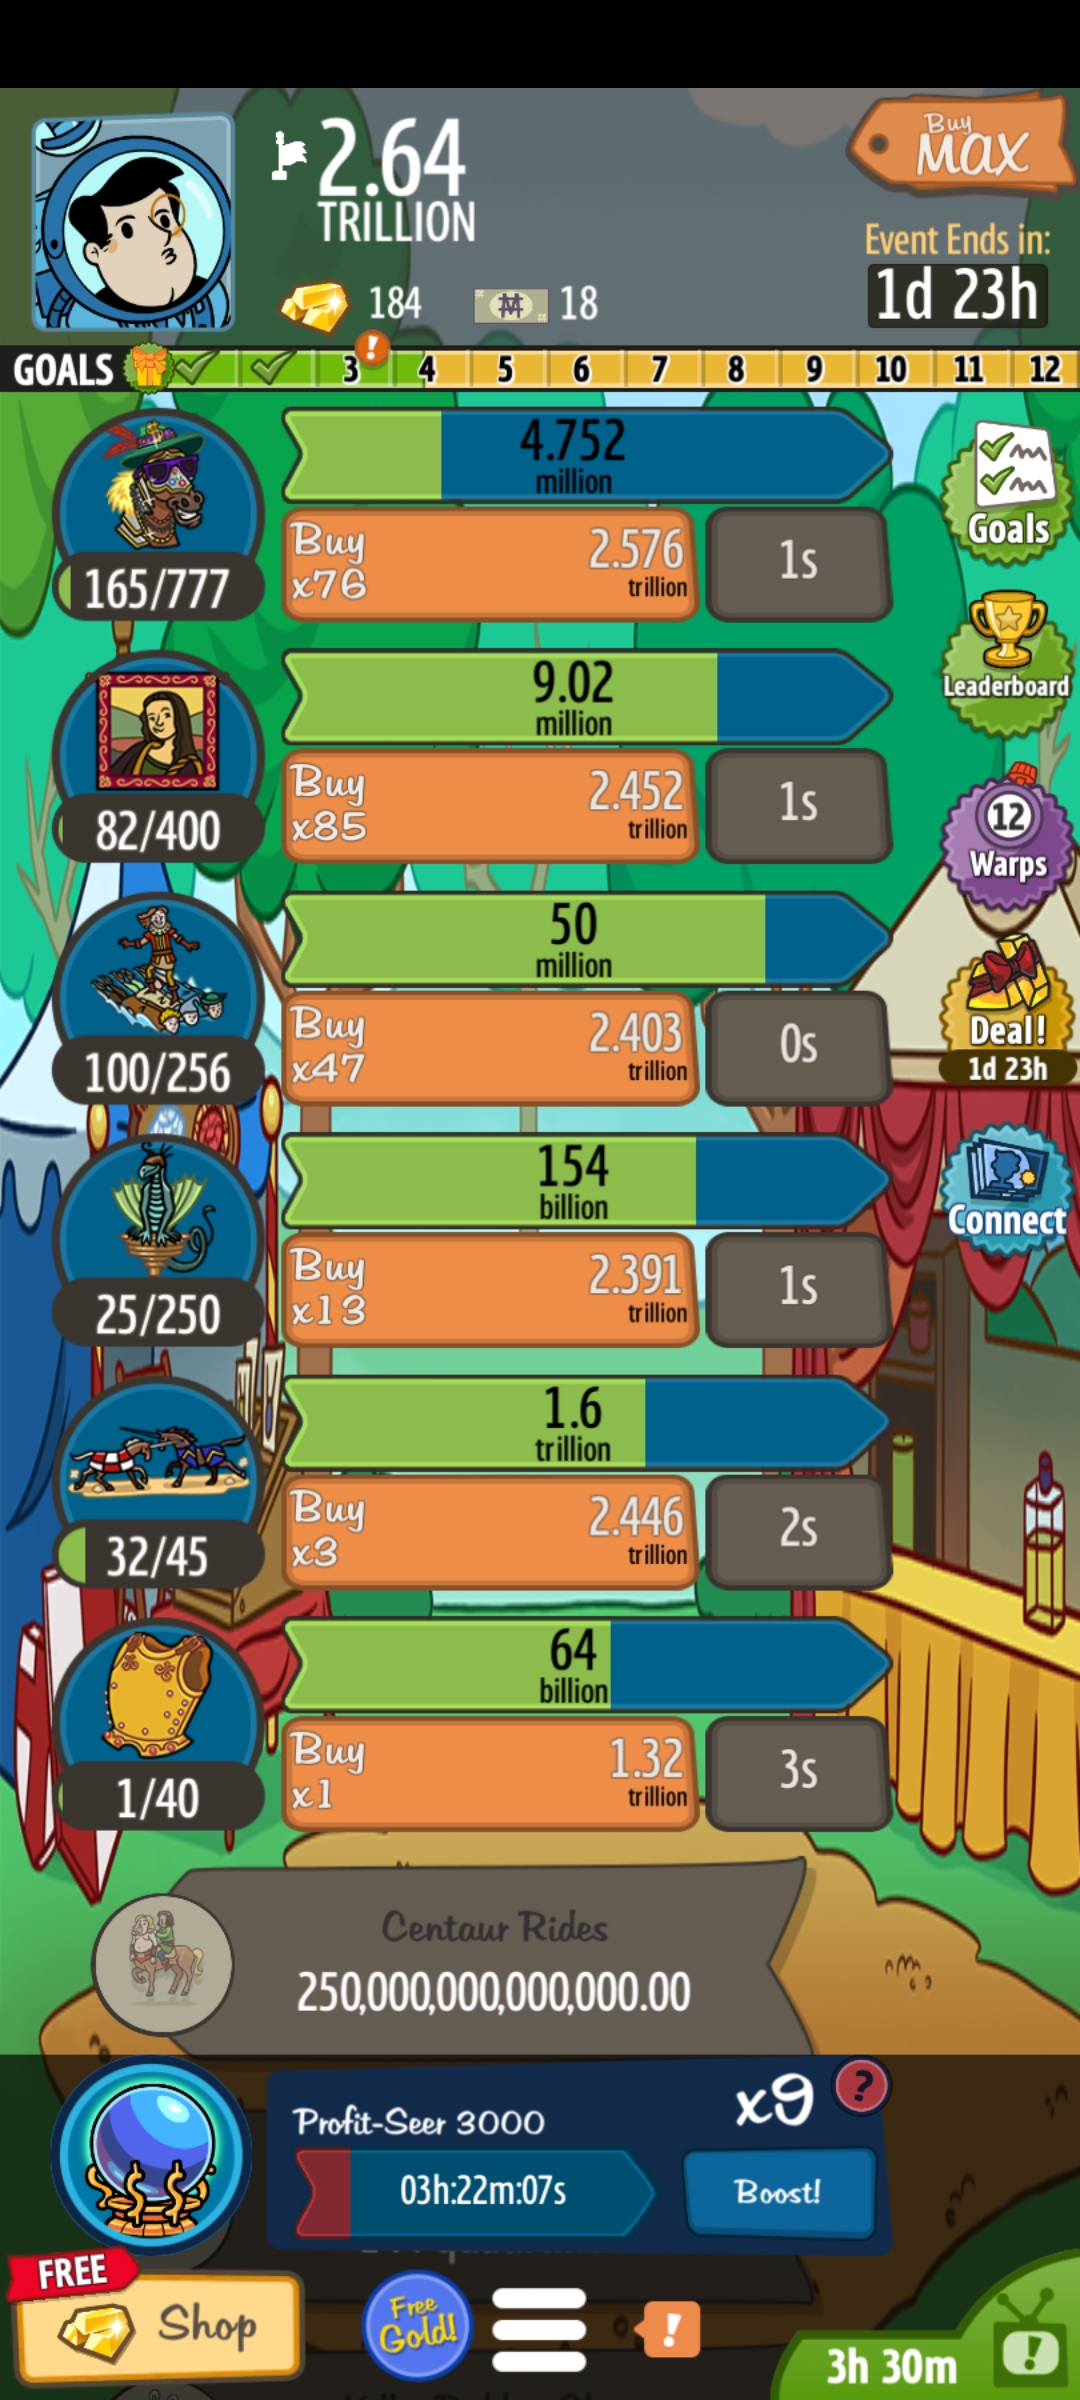 2.64
TRILLION
Buy
MAX
Event Ends in:
1d 23h
184
18
GOALS
!
3 4 5 6 7 8 9 10 11 12
4.752
million
165/777
Buy
x76
2.576
trillion
1s
Goals
9.02
million
82/400
Buy
x85
2.452
trillion
1s
Leaderboard
12
Warps
50
million
100/256
Buy
x47
2.403
trillion
0s
Deal!
1d 23h
154
billion
25/250
Buy
x13
2.391
trillion
1s
Connect
1.6
trillion
32/45
Buy
x3
2.446
trillion
2s
64
billion
1/40
Buy
x1
1.32
trillion
3s
Centaur Rides
250,000,000,000,000.00
Profit-Seer 3000
x9
?
03h:22m:07s
Boost!
FREE
Shop
Free
Gold!
!
3h 30m
!